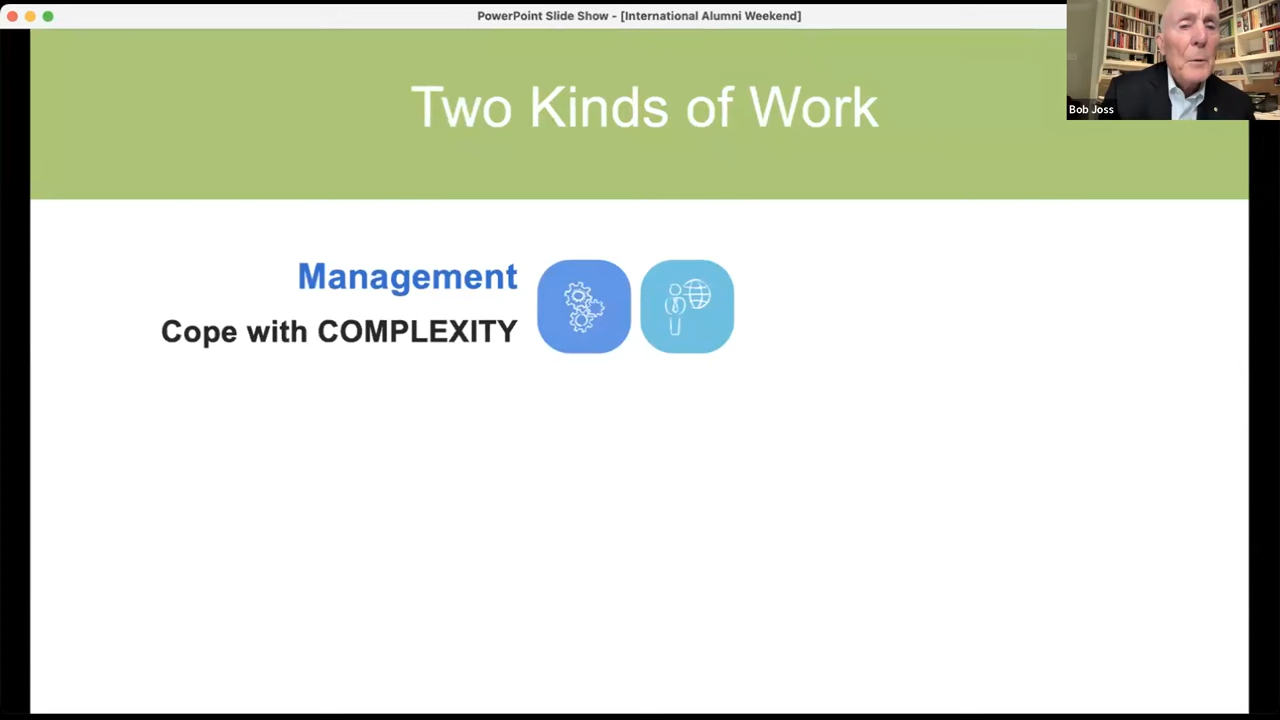 PowerPoint Slide Show - [International Alumni Weekend]
Bob Joss
Two Kinds of Work
Management
Cope with COMPLEXITY